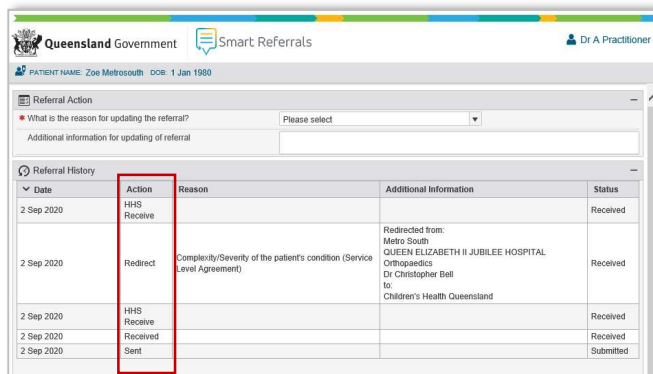 Queensland Government
Smart Referrals
Dr A Practitioner
PATIENT NAME: Zoe Metrosouth DOB: 1 Jan 1980
Referral Action
* What is the reason for updating the referral?
Please select
Additional information for updating of referral
Referral History
Date Action Reason Additional Information Status
2 Sep 2020 HHS Received
Receive
2 Sep 2020 Redirect Complexity/Severity of the patient's condition (Service
Level Agreement)
Redirected from:
Metro South
QUEEN ELIZABETH II JUBILEE HOSPITAL
Orthopaedics
Dr Christopher Bell
to:
Children's Health Queensland
Received
2 Sep 2020 HHS Received
Receive
2 Sep 2020 Received Received
2 Sep 2020 Sent Submitted